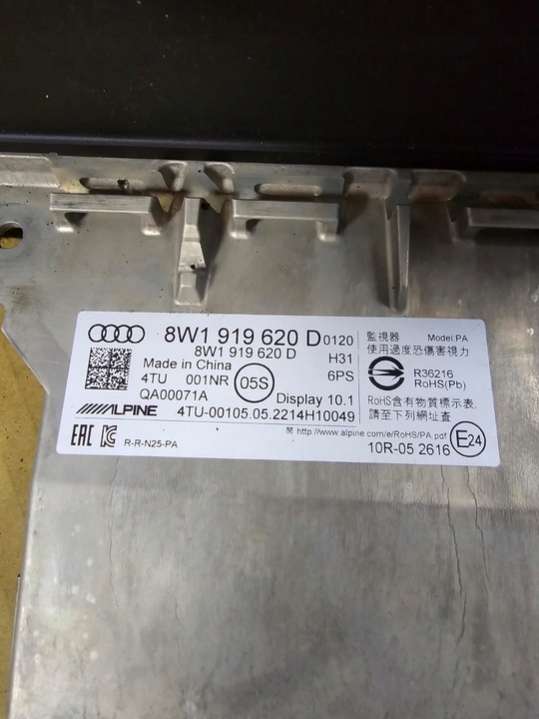 8W1 919 620 D 0120
8W1 919 620 D H31
Made in China 6PS
4TU 001NR 05S
QA00071A Display 10.1
ALPINE 4TU-00105.05.2214H10049
監視器 Model.PA
使用過度恐傷害視力
R36216
RoHS(Pb)
RoHS含有物質標示表,
請至下列網址查
閱 http://www.alpine.com/e/RoHS/PA.pdf
EAC R-R-N25-PA
E24
10R-05 2616